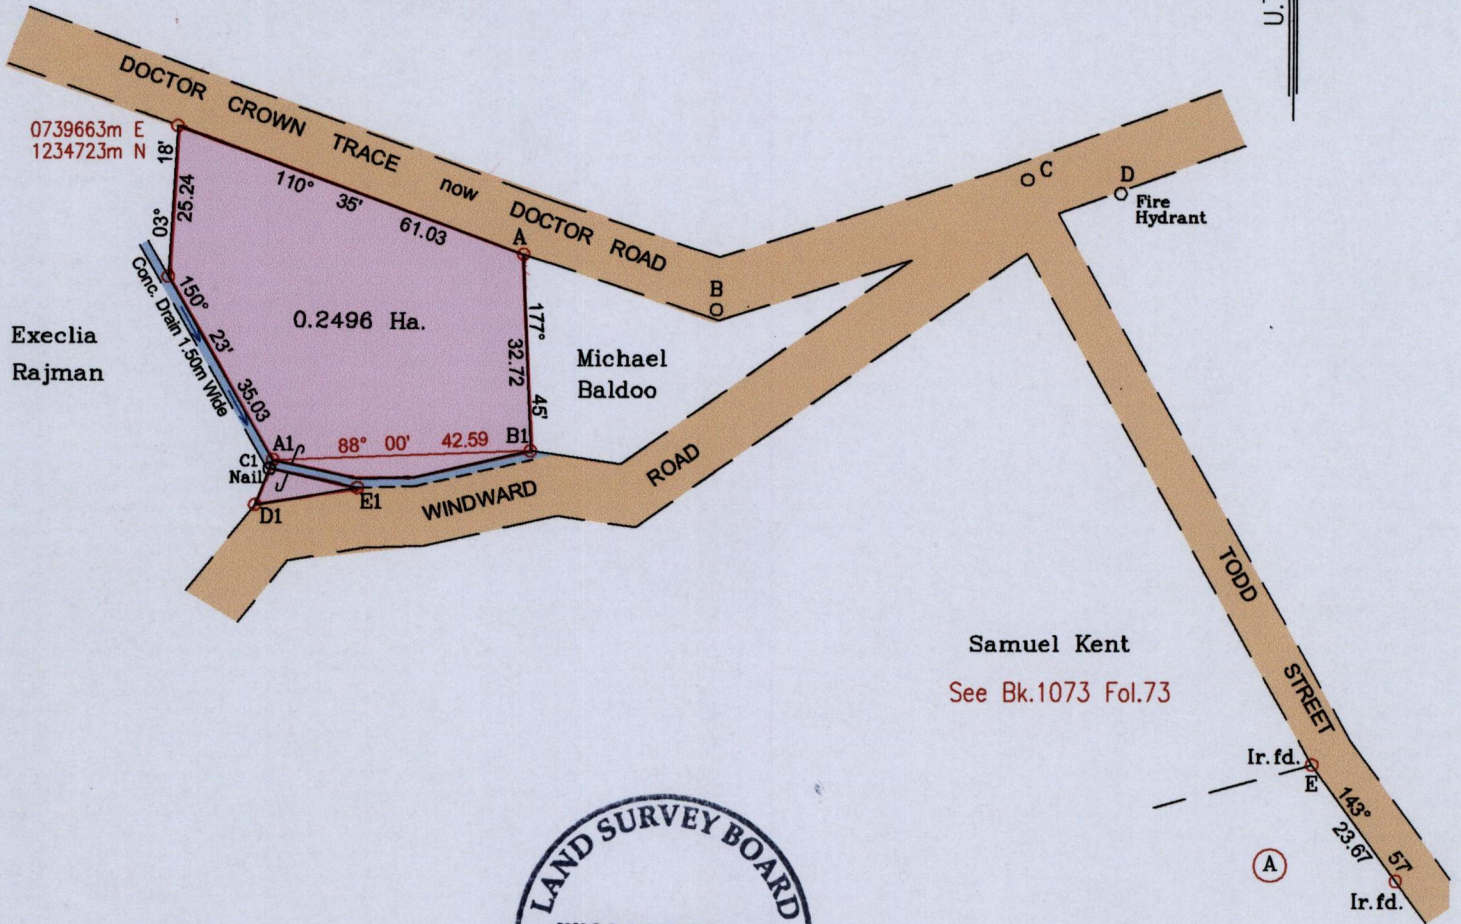 U.
DOCTOR CROWN TRACE now DOCTOR ROAD
0739663m E
1234723m N
18'
25.24
03°
110° 35' 61.03
A
B
C
D
Fire
Hydrant
Execlia
Rajman
Conc. Drain 1.50m Wide
150° 23' 35.03
0.2496 Ha.
177° 32.72 45'
Michael
Baldoo
A1
88° 00' 42.59
B1
C1
Nail
D1
E1
WINDWARD ROAD
TODD STREET
Samuel Kent
See Bk.1073 Fol.73
Ir. fd.
E
143° 57'
23.67
A
Ir. fd.
LAND SURVEY BOARD